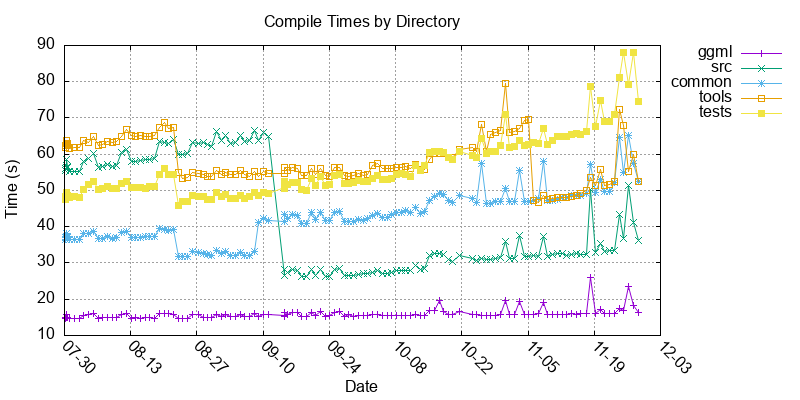 Compile Times by Directory
ggml
src
common
tools
tests
90
80
70
60
50
40
30
20
10
Time (s)
07-30
08-13
08-27
09-10
09-24
10-08
10-22
11-05
11-19
12-03
Date